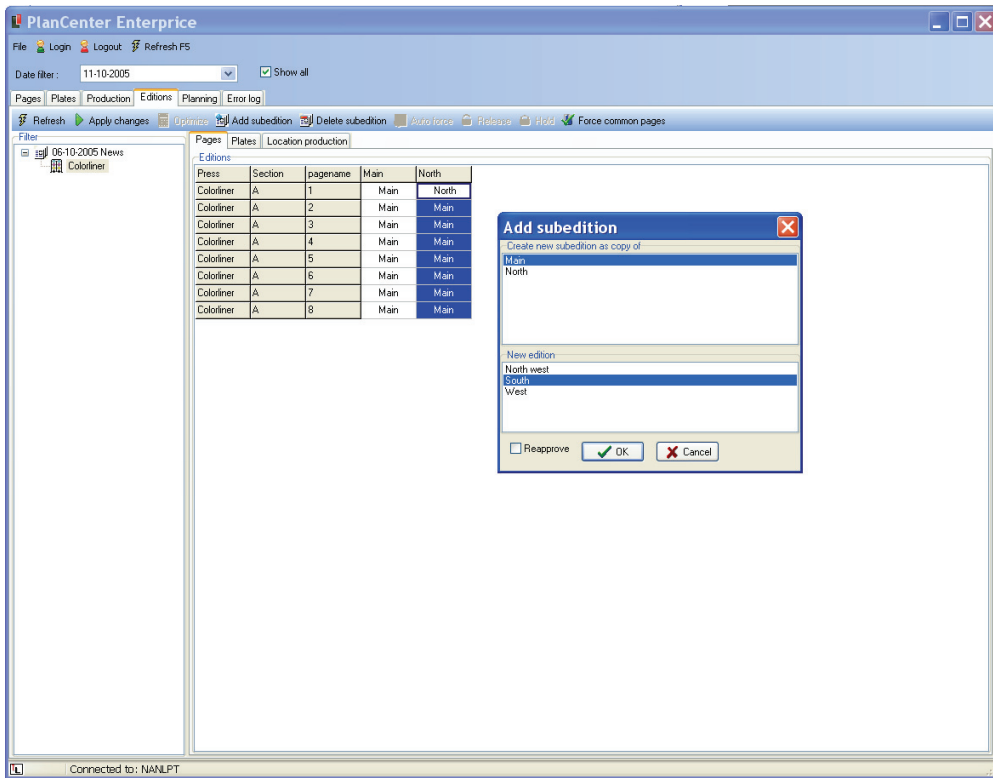 PlanCenter Enterprice
File Login Logout Refresh F5
Date filter : 11-10-2005 Show all
Pages Plates Production Editions Planning Error log
Refresh Apply changes Optimize Add subedition Delete subedition Auto force Release Hold Force common pages
Filter
06-10-2005 News
Colorliner
Pages Plates Location production
Editions
Press Section pagename Main North
Colorliner A 1 Main North
Colorliner A 2 Main Main
Colorliner A 3 Main Main
Colorliner A 4 Main Main
Colorliner A 5 Main Main
Colorliner A 6 Main Main
Colorliner A 7 Main Main
Colorliner A 8 Main Main
Add subedition
Create new subedition as copy of
Main
North
New edition
North west
South
West
Reapprove OK Cancel
Connected to: NANLPT